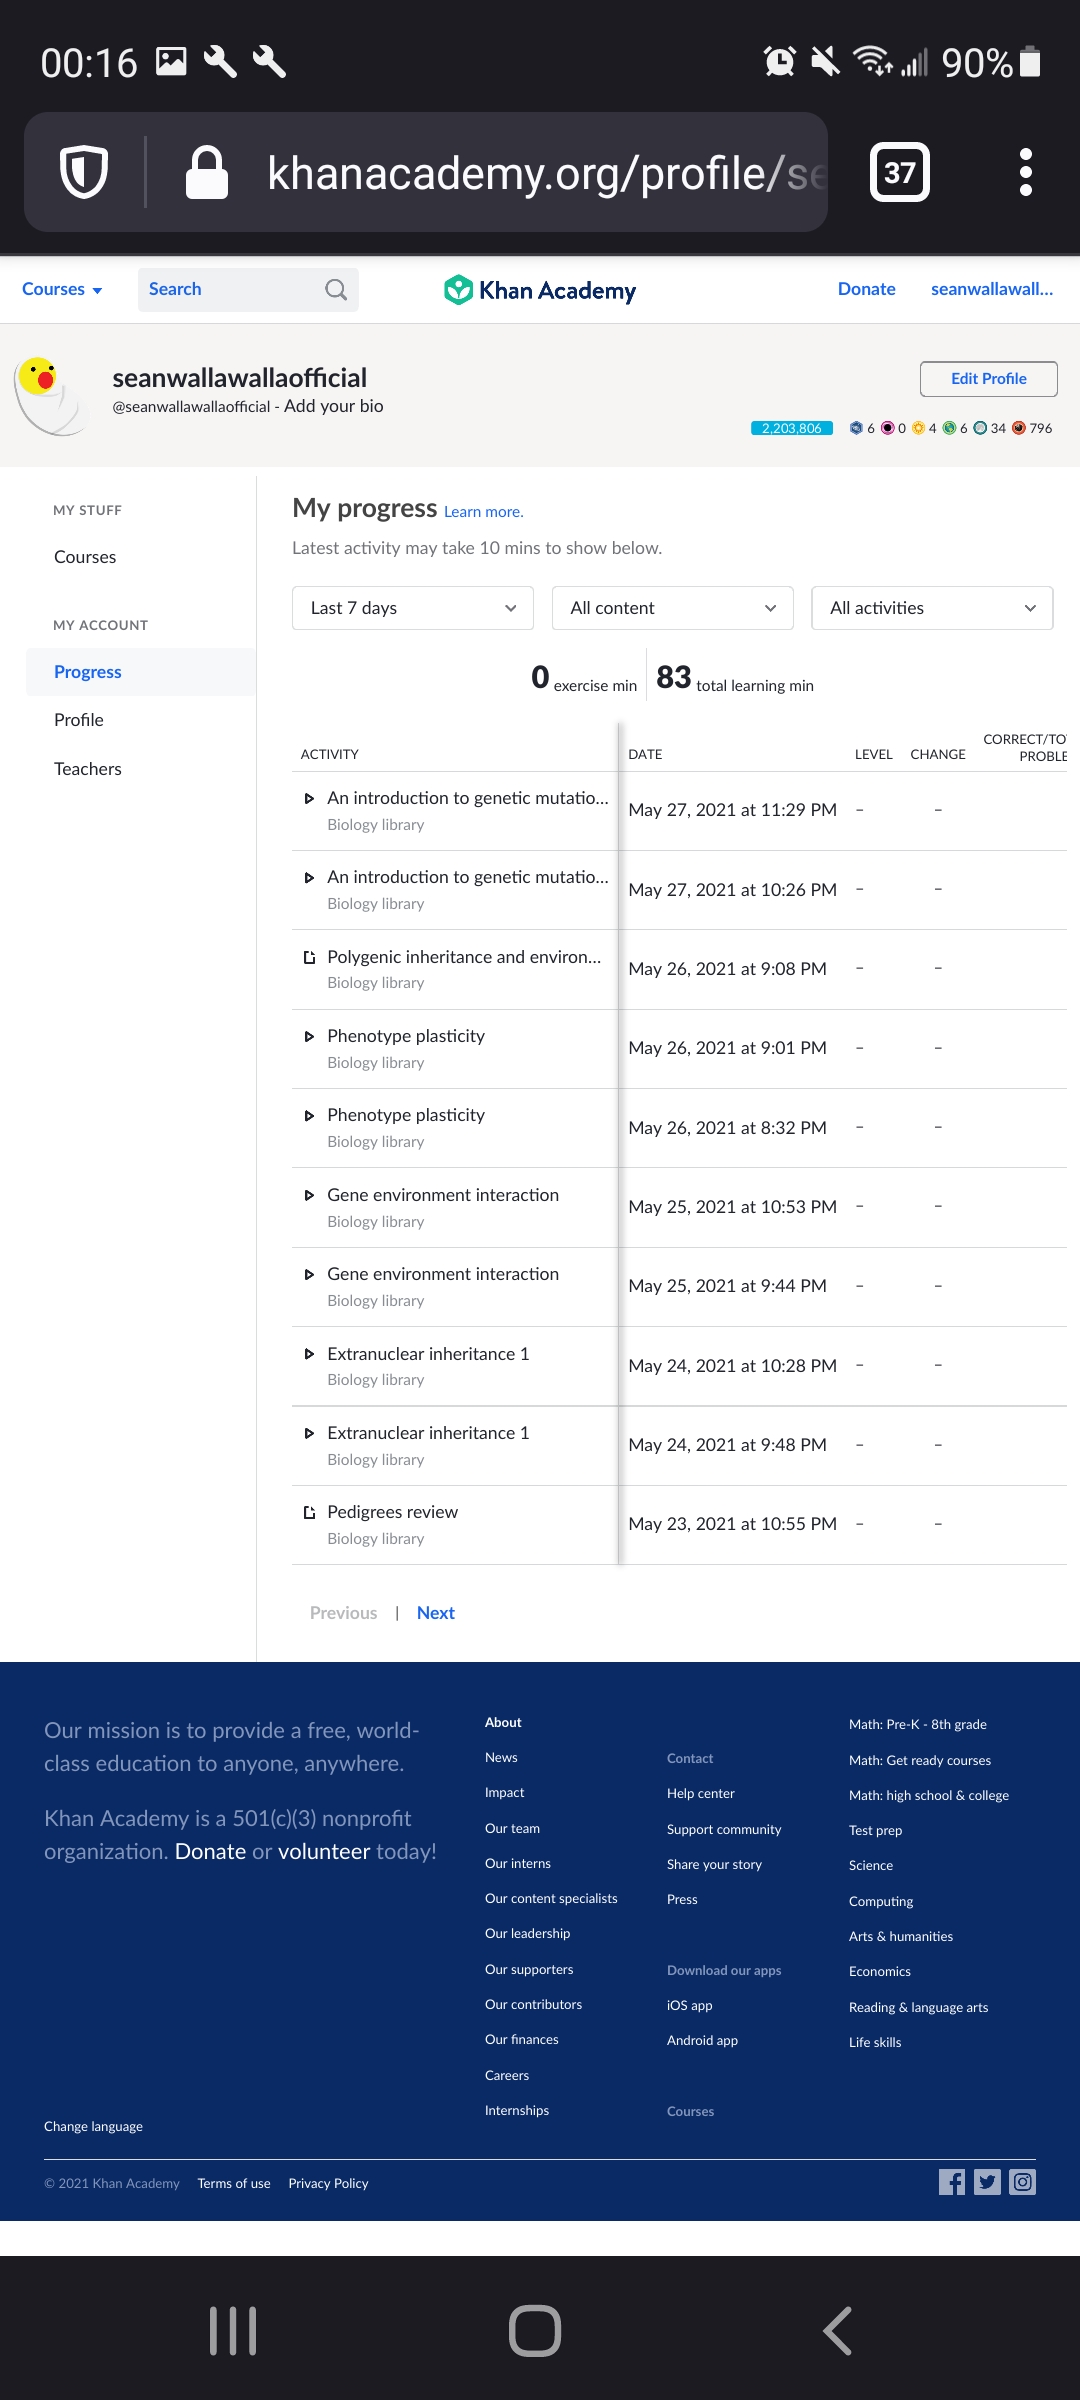 00:16
90%
khanacademy.org/profile/se
37
Courses
Search
Khan Academy
Donate
seanwallawall...
seanwallawallaofficial
@seanwallawallaofficial - Add your bio
Edit Profile
2,203,806 6 0 4 6 34 796
MY STUFF
Courses
MY ACCOUNT
Progress
Profile
Teachers
My progress Learn more.
Latest activity may take 10 mins to show below.
Last 7 days
All content
All activities
0 exercise min
83 total learning min
ACTIVITY
DATE
LEVEL
CHANGE
CORRECT/TO
PROBLE
An introduction to genetic mutatio...
Biology library
May 27, 2021 at 11:29 PM – –
An introduction to genetic mutatio...
Biology library
May 27, 2021 at 10:26 PM – –
Polygenic inheritance and environ...
Biology library
May 26, 2021 at 9:08 PM – –
Phenotype plasticity
Biology library
May 26, 2021 at 9:01 PM – –
Phenotype plasticity
Biology library
May 26, 2021 at 8:32 PM – –
Gene environment interaction
Biology library
May 25, 2021 at 10:53 PM – –
Gene environment interaction
Biology library
May 25, 2021 at 9:44 PM – –
Extranuclear inheritance 1
Biology library
May 24, 2021 at 10:28 PM – –
Extranuclear inheritance 1
Biology library
May 24, 2021 at 9:48 PM – –
Pedigrees review
Biology library
May 23, 2021 at 10:55 PM – –
Previous | Next
Our mission is to provide a free, world-
class education to anyone, anywhere.
Khan Academy is a 501(c)(3) nonprofit
organization. Donate or volunteer today!
About
News
Impact
Our team
Our interns
Our content specialists
Our leadership
Our supporters
Our contributors
Our finances
Careers
Internships
Contact
Help center
Support community
Share your story
Press
Download our apps
iOS app
Android app
Courses
Math: Pre-K - 8th grade
Math: Get ready courses
Math: high school & college
Test prep
Science
Computing
Arts & humanities
Economics
Reading & language arts
Life skills
Change language
© 2021 Khan Academy
Terms of use
Privacy Policy